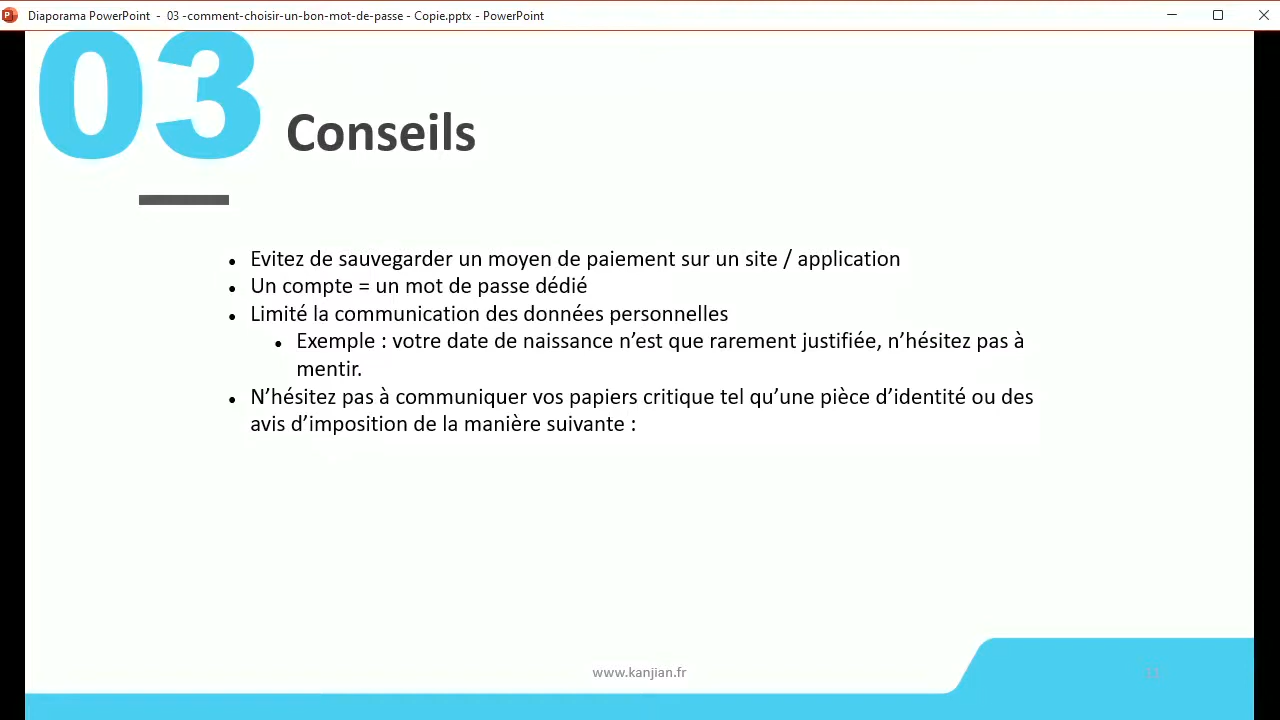 Diaporama PowerPoint - 03 -comment-choisir-un-bon-mot-de-passe - Copie.pptx - PowerPoint
03
Conseils
• Evitez de sauvegarder un moyen de paiement sur un site / application
• Un compte = un mot de passe dédié
• Limité la communication des données personnelles
• Exemple : votre date de naissance n’est que rarement justifiée, n’hésitez pas à
mentir.
• N’hésitez pas à communiquer vos papiers critique tel qu’une pièce d’identité ou des
avis d’imposition de la manière suivante :
www.kanjian.fr
11